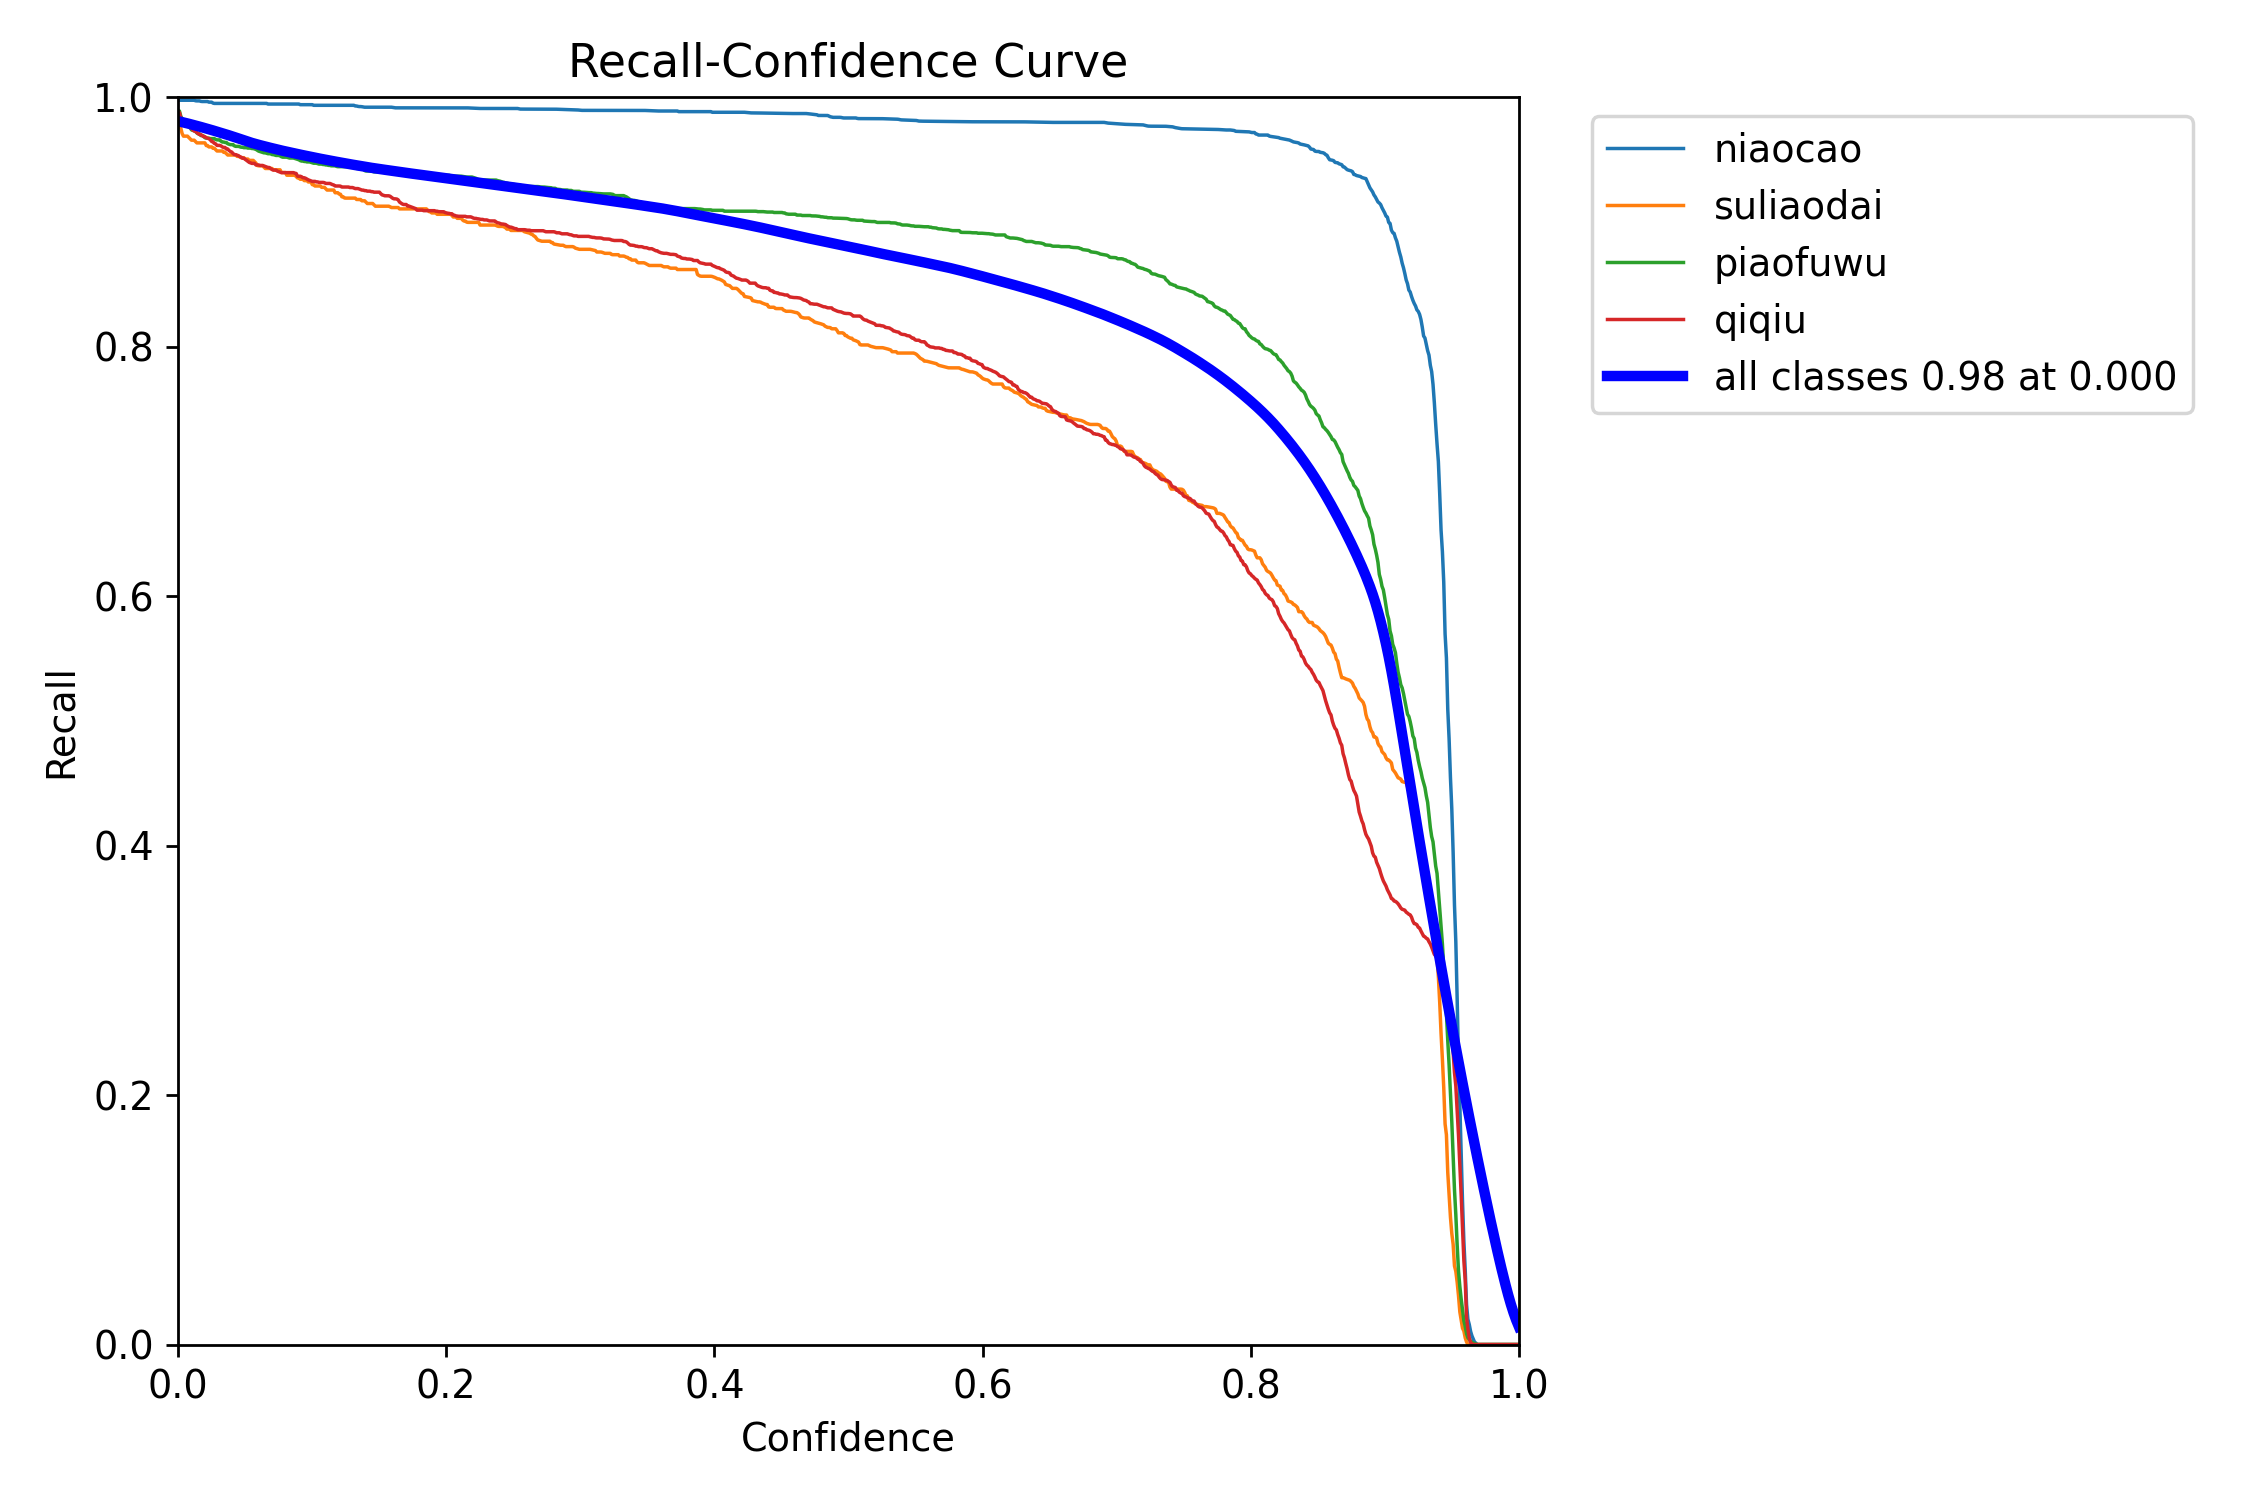 Recall-Confidence Curve
1.0
0.8
0.6
0.4
0.2
0.0
Recall
0.0 0.2 0.4 0.6 0.8 1.0
Confidence
niaocao
suliaodai
piaofuwu
qiqiu
all classes 0.98 at 0.000